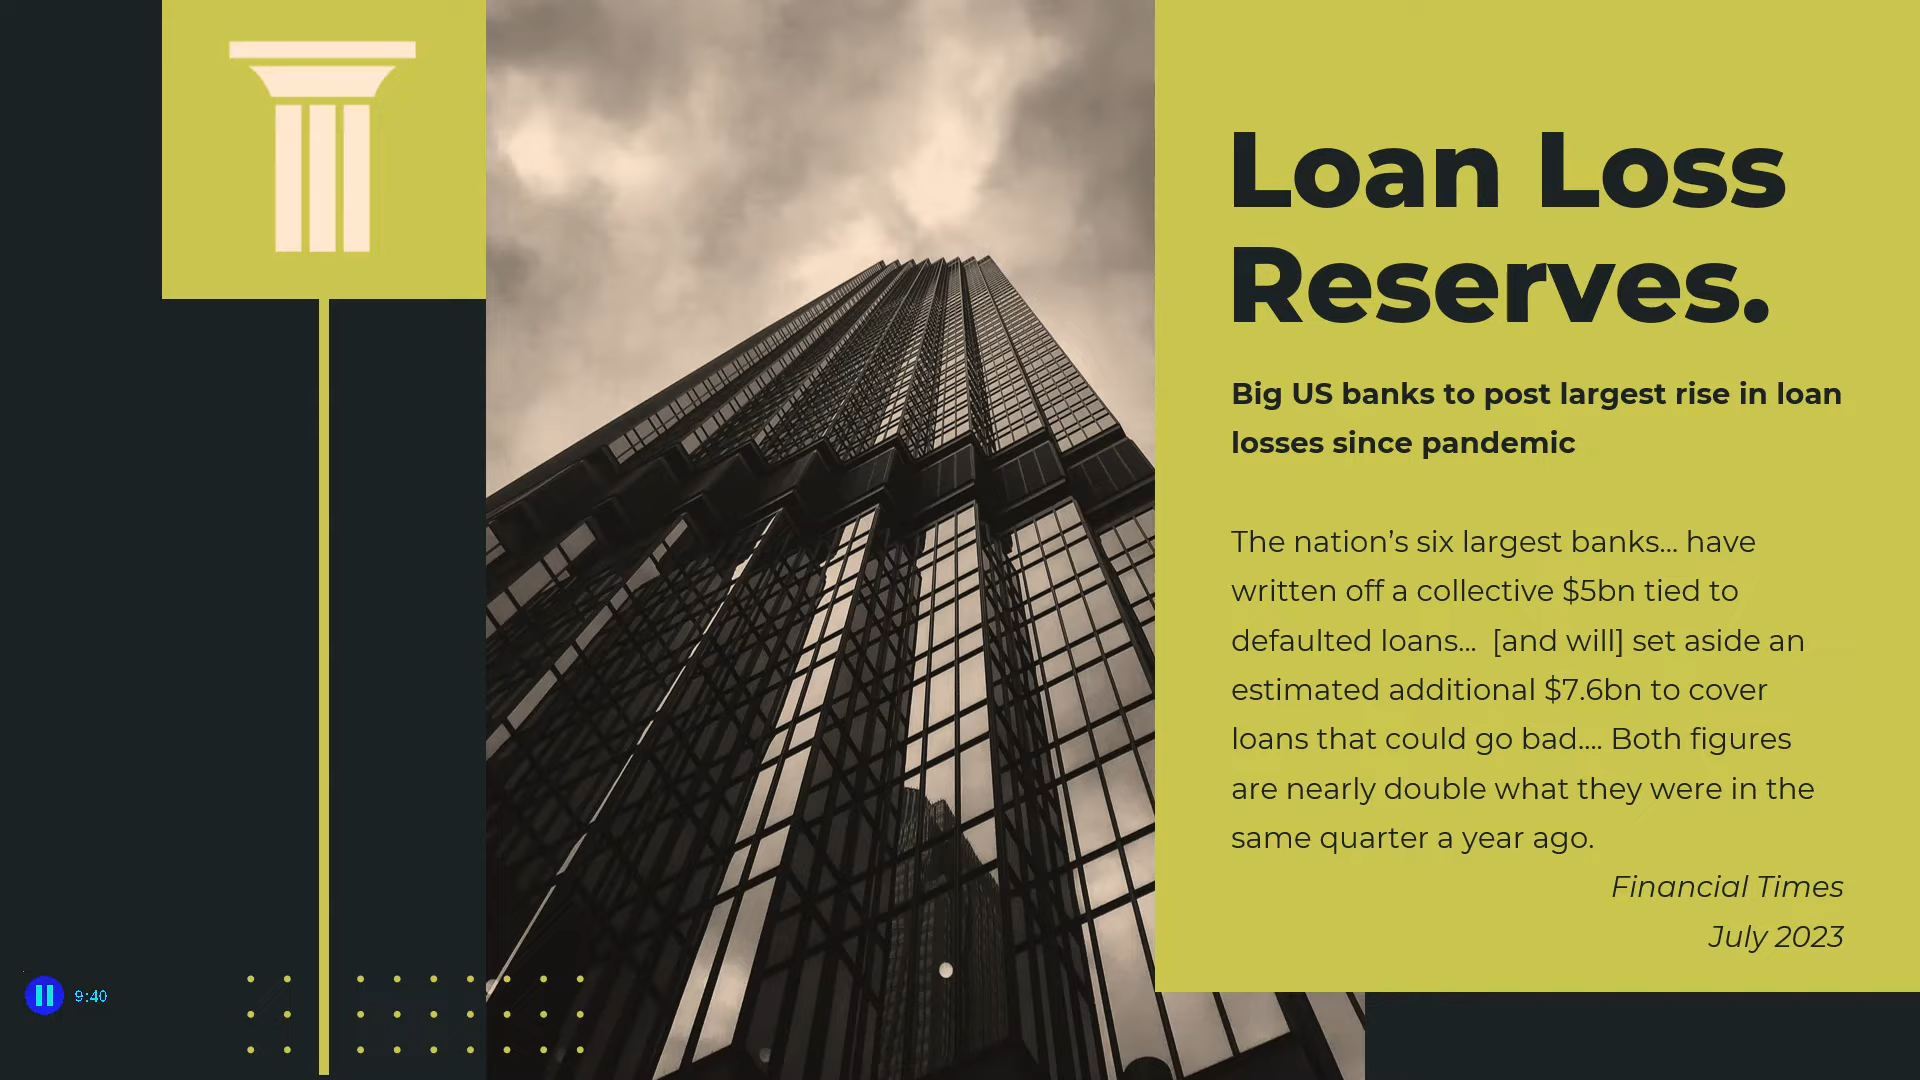 Loan Loss
Reserves.
Big US banks to post largest rise in loan
losses since pandemic
The nation’s six largest banks... have
written off a collective $5bn tied to
defaulted loans...  [and will] set aside an
estimated additional $7.6bn to cover
loans that could go bad.... Both figures
are nearly double what they were in the
same quarter a year ago.
Financial Times
July 2023
9:40